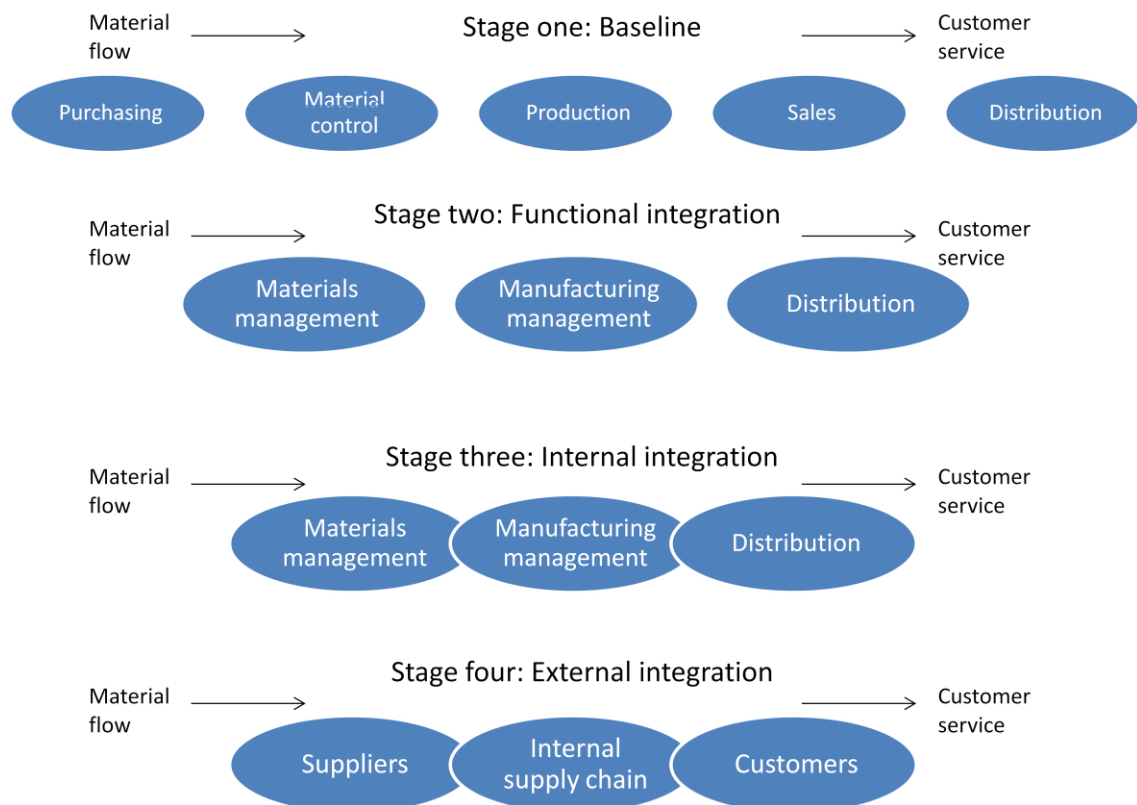 Material
flow
Stage one: Baseline
Customer
service
Purchasing
Material
control
Production
Sales
Distribution
Material
flow
Stage two: Functional integration
Customer
service
Materials
management
Manufacturing
management
Distribution
Material
flow
Stage three: Internal integration
Customer
service
Materials
management
Manufacturing
management
Distribution
Material
flow
Stage four: External integration
Customer
service
Suppliers
Internal
supply chain
Customers